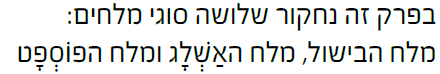 בפרק זה נחקור שלושה סוגי מלחים:
מלח הבישול, מלח האַשְׁלָג ומלח הפוֹסְפָט